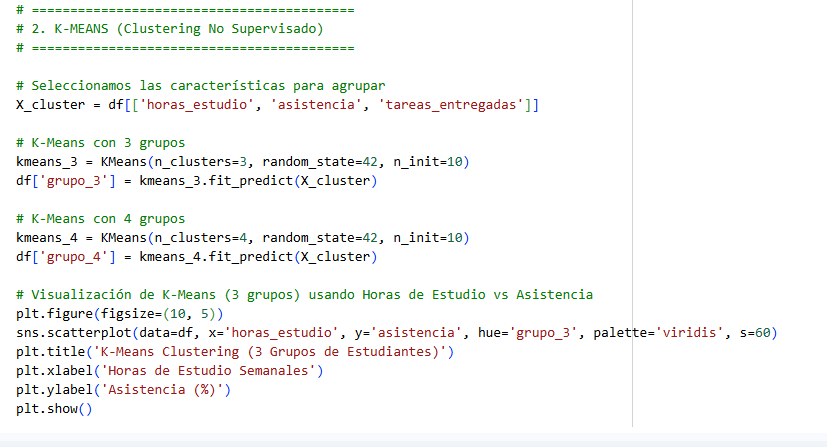 # ==========================================
# 2. K-MEANS (Clustering No Supervisado)
# ==========================================
# Seleccionamos las características para agrupar
X_cluster = df[['horas_estudio', 'asistencia', 'tareas_entregadas']]
# K-Means con 3 grupos
kmeans_3 = KMeans(n_clusters=3, random_state=42, n_init=10)
df['grupo_3'] = kmeans_3.fit_predict(X_cluster)
# K-Means con 4 grupos
kmeans_4 = KMeans(n_clusters=4, random_state=42, n_init=10)
df['grupo_4'] = kmeans_4.fit_predict(X_cluster)
# Visualización de K-Means (3 grupos) usando Horas de Estudio vs Asistencia
plt.figure(figsize=(10, 5))
sns.scatterplot(data=df, x='horas_estudio', y='asistencia', hue='grupo_3', palette='viridis', s=60)
plt.title('K-Means Clustering (3 Grupos de Estudiantes)')
plt.xlabel('Horas de Estudio Semanales')
plt.ylabel('Asistencia (%)')
plt.show()